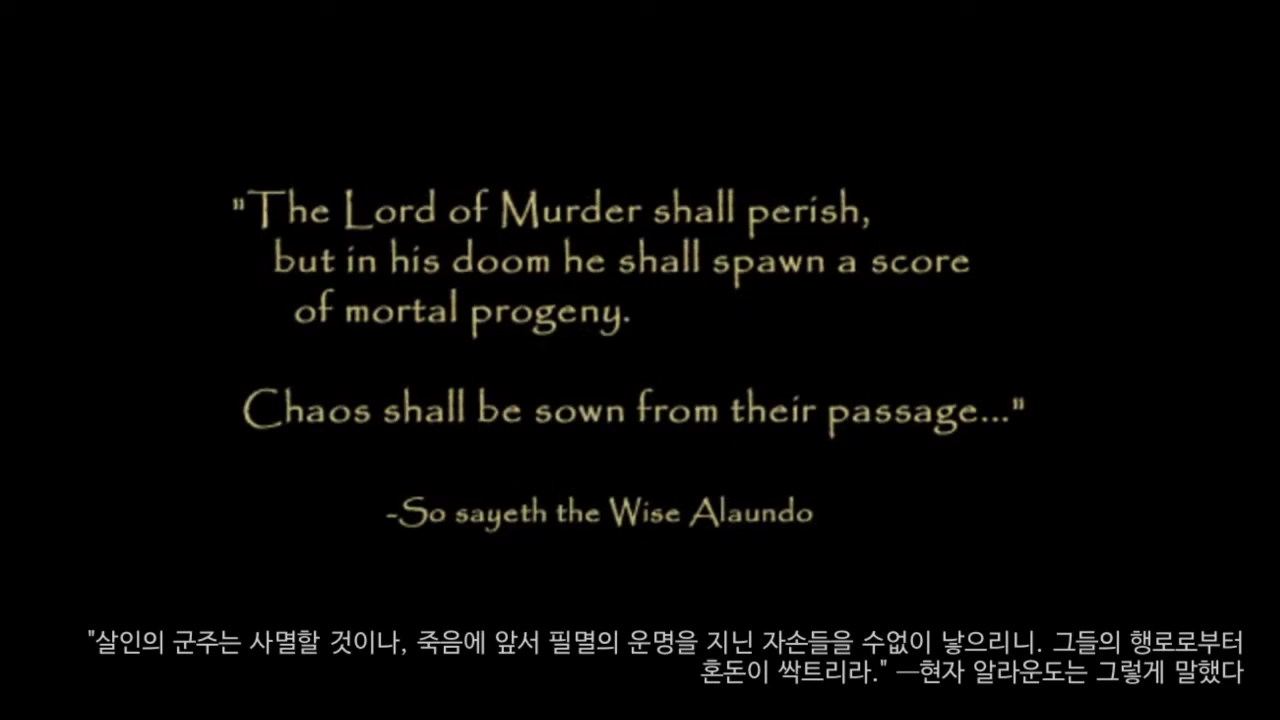 "The Lord of Murder shall perish,
but in his doom he shall spawn a score
of mortal progeny.
Chaos shall be sown from their passage..."
-So sayeth the Wise Alaundo
"살인의 군주는 사멸할 것이나, 죽음에 앞서 필멸의 운명을 지닌 자손들을 수없이 낳으리니. 그들의 행로로부터
혼돈이 싹트리라." —현자 알라운도는 그렇게 말했다